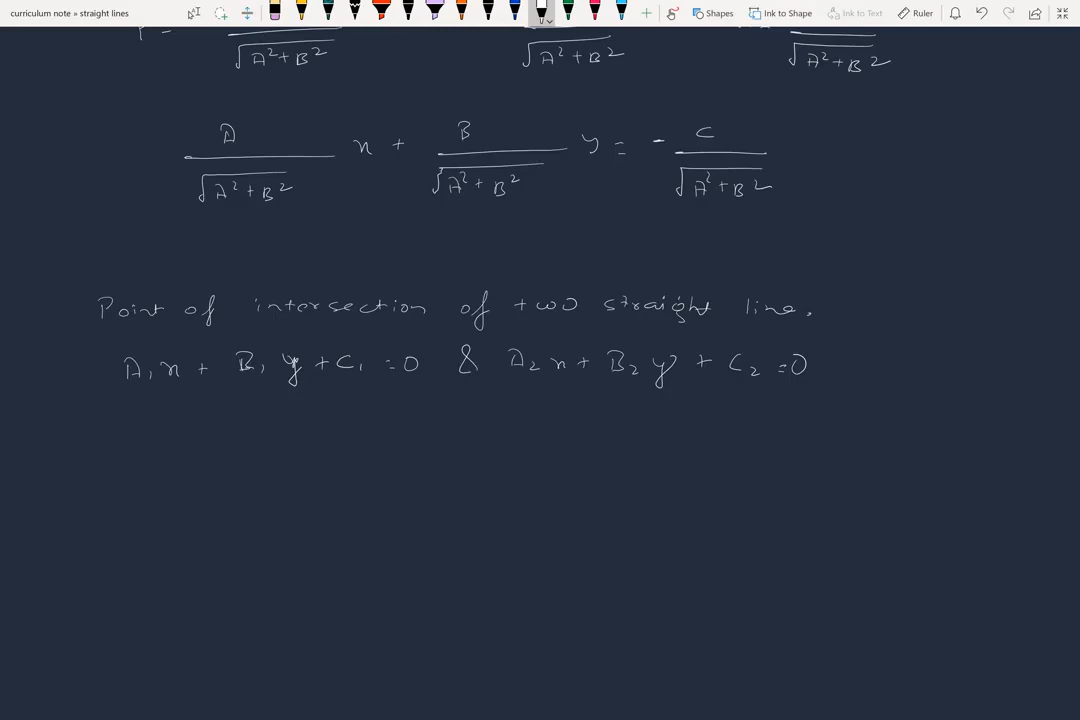 curriculum note » straight lines
Shapes Ink to Shape Ink to Text Ruler
√A²+B² √A²+B² √A²+B²
A/√A²+B² x + B/√A²+B² y = - C/√A²+B²
Point of intersection of two straight line.
A₁x + B₁y + C₁ = 0 & A₂x + B₂y + C₂ = 0